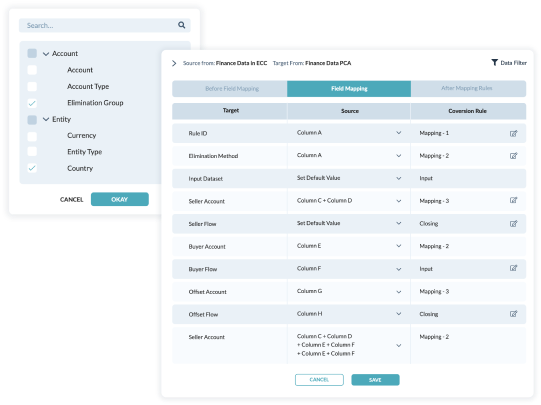 Search...
Account
Account
Account Type
Elimination Group
Entity
Currency
Entity Type
Country
CANCEL OKAY
Source from: Finance Data in ECC Target From: Finance Data PCA Data Filter
Before Field Mapping Field Mapping After Mapping Rules
Target Source Coversion Rule
Rule ID Column A Mapping - 1
Elimination Method Column A Mapping - 2
Input Dataset Set Default Value Input
Seller Account Column C + Column D Mapping - 3
Seller Flow Set Default Value Closing
Buyer Account Column E Mapping - 2
Buyer Flow Column F Input
Offset Account Column G Mapping - 3
Offset Flow Column H Closing
Seller Account Column C + Column D Mapping - 2
+ Column E + Column F
+ Column E + Column F
CANCEL SAVE